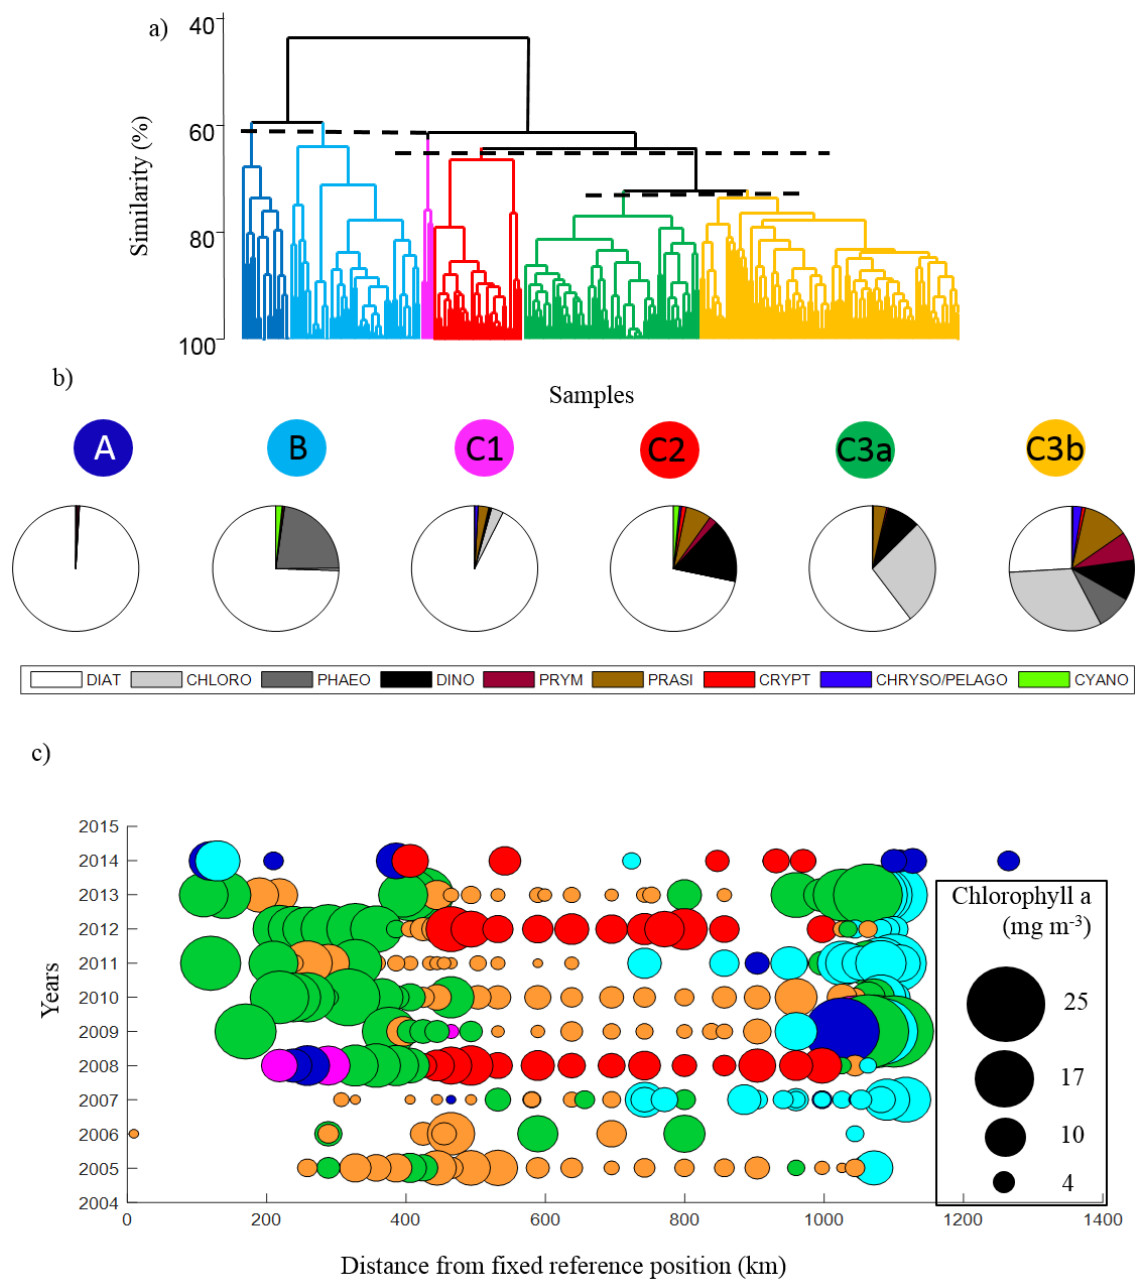 a)
40
60
80
100
Similarity (%)
Samples
b)
A B C1 C2 C3a C3b
DIAT CHLORO PHAEO DINO PRYM PRASI CRYPT CHRYSO/PELAGO CYANO
c)
2015
2014
2013
2012
2011
2010
2009
2008
2007
2006
2005
2004
Years
Chlorophyll a
(mg m-3)
25
17
10
4
0 200 400 600 800 1000 1200 1400
Distance from fixed reference position (km)